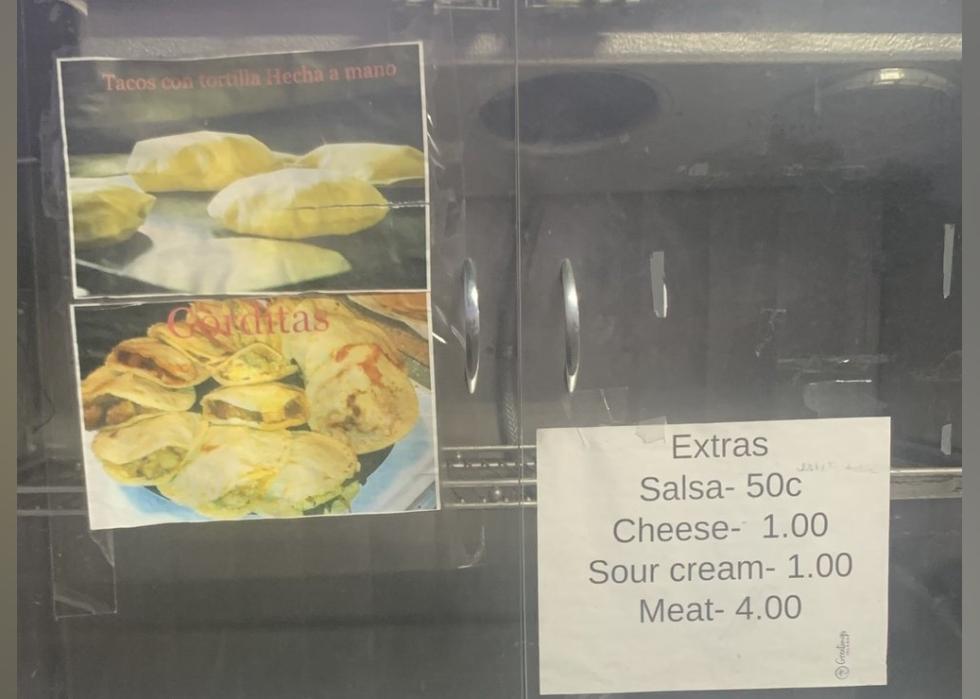 Tacos con tortilla Hecha a mano
Gorditas
Extras
Salsa- 50c
Cheese- 1.00
Sour cream- 1.00
Meat- 4.00